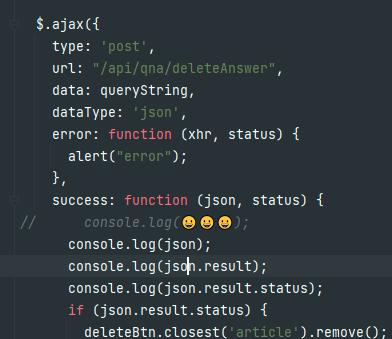 $.ajax({
type: 'post',
url: "/api/qna/deleteAnswer",
data: queryString,
dataType: 'json',
error: function (xhr, status) {
alert("error");
},
success: function (json, status) {
// console.log(😀😀😀);
console.log(json);
console.log(json.result);
console.log(json.result.status);
if (json.result.status) {
deleteBtn.closest('article').remove();